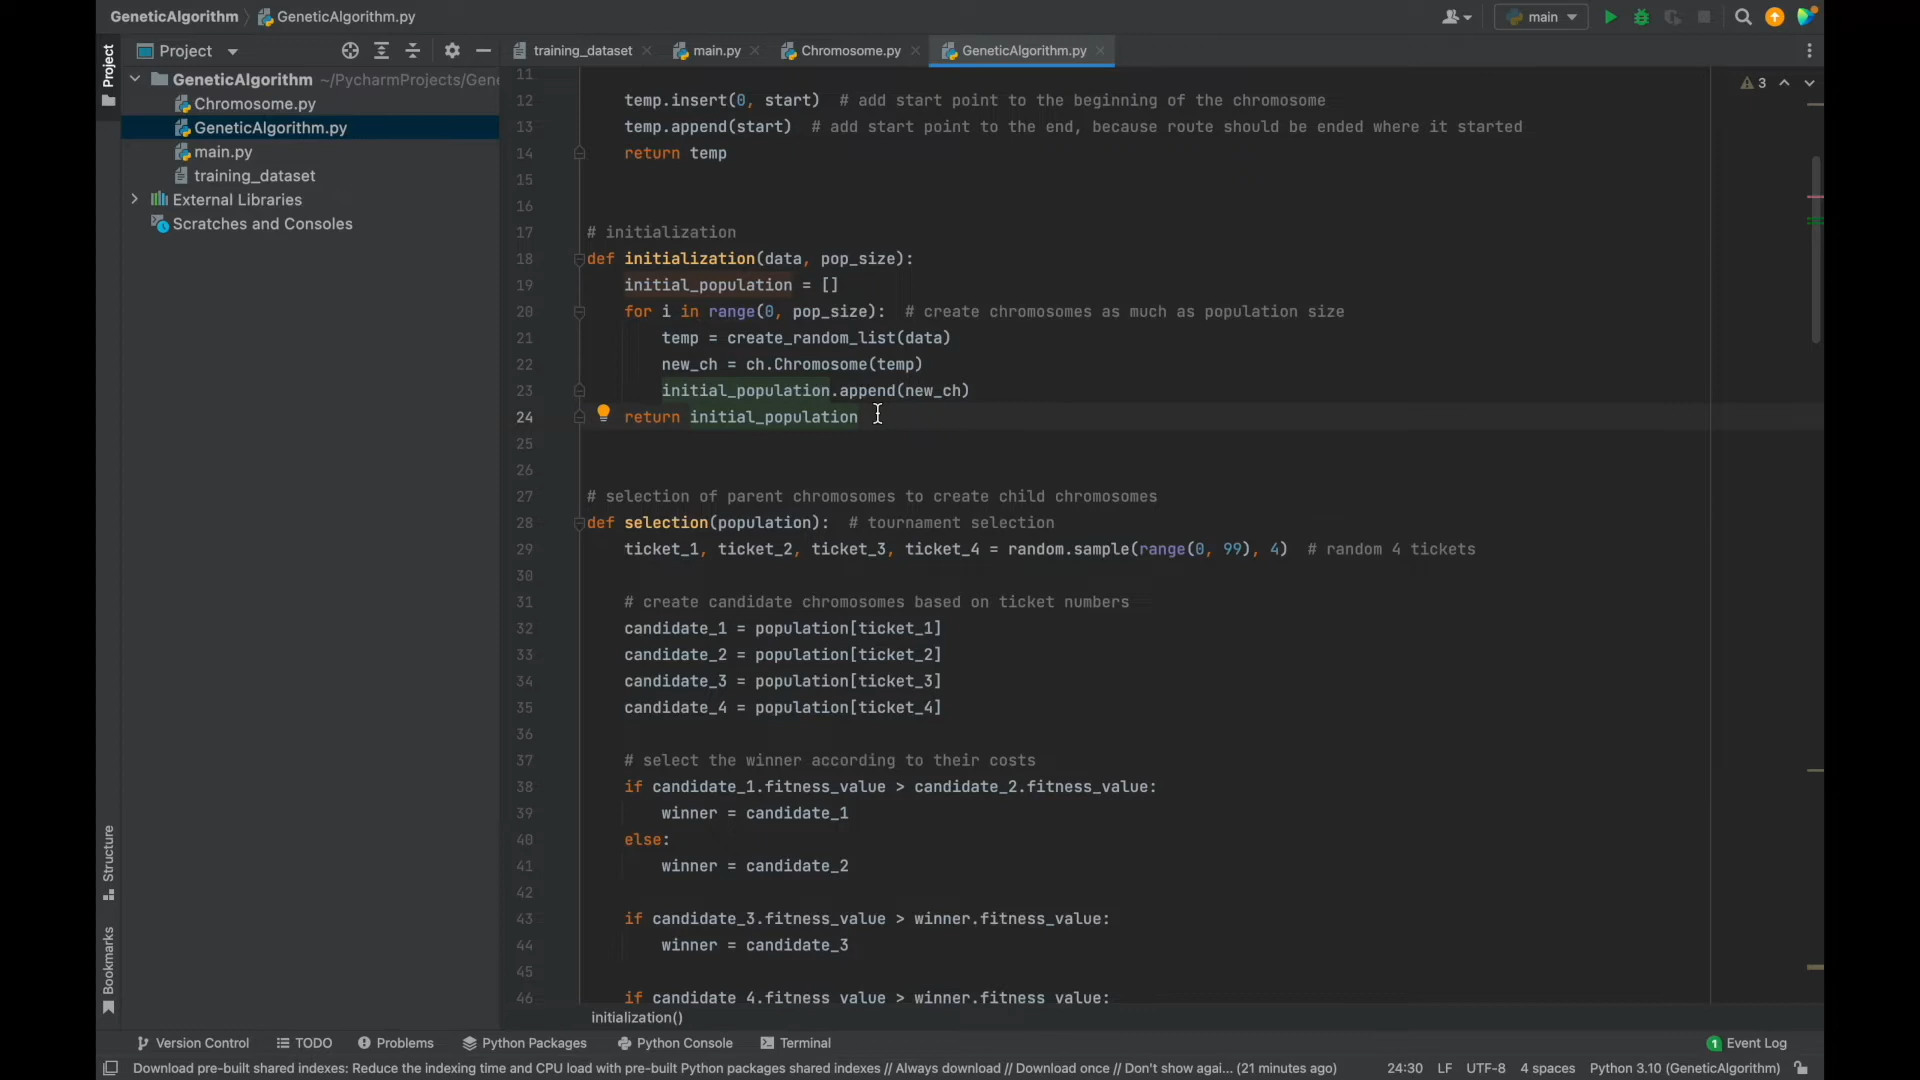 GeneticAlgorithm GeneticAlgorithm.py main
Project training_dataset main.py Chromosome.py GeneticAlgorithm.py
Project
GeneticAlgorithm ~/PycharmProjects/Gene
Chromosome.py
GeneticAlgorithm.py
main.py
training_dataset
External Libraries
Scratches and Consoles
Structure
Bookmarks
3
11
12 temp.insert(0, start) # add start point to the beginning of the chromosome
13 temp.append(start) # add start point to the end, because route should be ended where it started
14 return temp
15
16
17 # initialization
18 def initialization(data, pop_size):
19 initial_population = []
20 for i in range(0, pop_size): # create chromosomes as much as population size
21 temp = create_random_list(data)
22 new_ch = ch.Chromosome(temp)
23 initial_population.append(new_ch)
24 return initial_population
25
26
27 # selection of parent chromosomes to create child chromosomes
28 def selection(population): # tournament selection
29 ticket_1, ticket_2, ticket_3, ticket_4 = random.sample(range(0, 99), 4) # random 4 tickets
30
31 # create candidate chromosomes based on ticket numbers
32 candidate_1 = population[ticket_1]
33 candidate_2 = population[ticket_2]
34 candidate_3 = population[ticket_3]
35 candidate_4 = population[ticket_4]
36
37 # select the winner according to their costs
38 if candidate_1.fitness_value > candidate_2.fitness_value:
39 winner = candidate_1
40 else:
41 winner = candidate_2
42
43 if candidate_3.fitness_value > winner.fitness_value:
44 winner = candidate_3
45
46 if candidate_4.fitness_value > winner.fitness_value:
initialization()
Version Control TODO Problems Python Packages Python Console Terminal 1 Event Log
Download pre-built shared indexes: Reduce the indexing time and CPU load with pre-built Python packages shared indexes // Always download // Download once // Don't show agai... (21 minutes ago) 24:30 LF UTF-8 4 spaces Python 3.10 (GeneticAlgorithm)